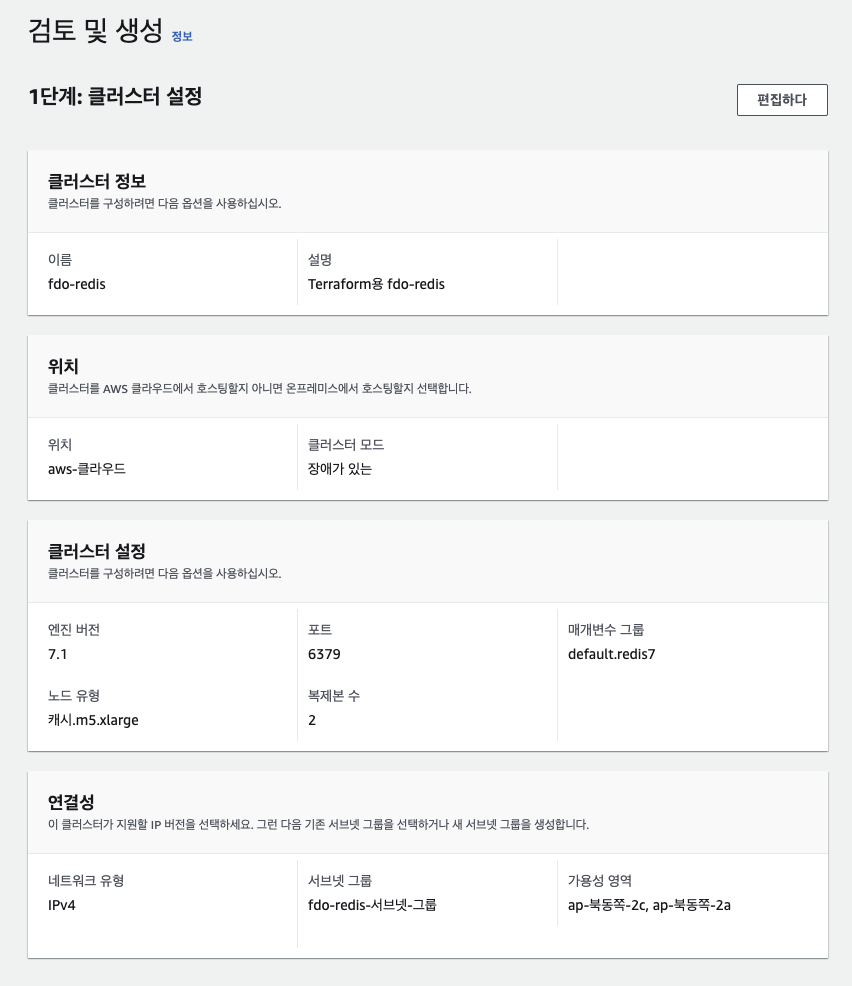 검토 및 생성 정보
1단계: 클러스터 설정
편집하다
클러스터 정보
클러스터를 구성하려면 다음 옵션을 사용하십시오.
이름
fdo-redis
설명
Terraform용 fdo-redis
위치
클러스터를 AWS 클라우드에서 호스팅할지 아니면 온프레미스에서 호스팅할지 선택합니다.
위치
aws-클라우드
클러스터 모드
장애가 있는
클러스터 설정
클러스터를 구성하려면 다음 옵션을 사용하십시오.
엔진 버전
7.1
포트
6379
매개변수 그룹
default.redis7
노드 유형
캐시.m5.xlarge
복제본 수
2
연결성
이 클러스터가 지원할 IP 버전을 선택하세요. 그런 다음 기존 서브넷 그룹을 선택하거나 새 서브넷 그룹을 생성합니다.
네트워크 유형
IPv4
서브넷 그룹
fdo-redis-서브넷-그룹
가용성 영역
ap-북동쪽-2c, ap-북동쪽-2a